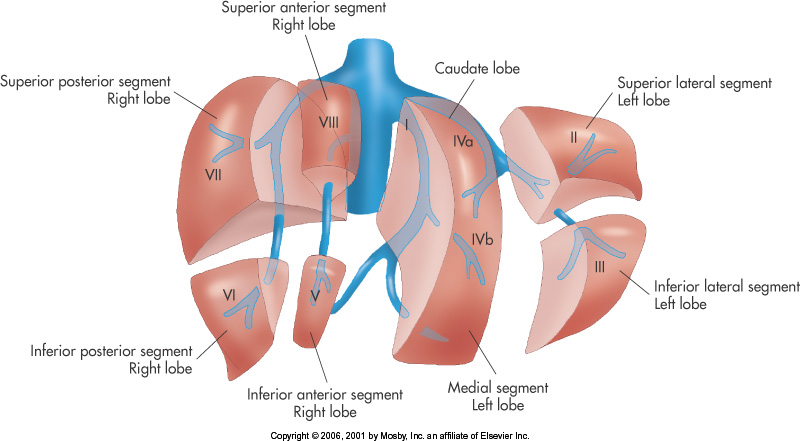 Superior anterior segment
Right lobe
Superior posterior segment
Right lobe
Caudate lobe
Superior lateral segment
Left lobe
VIII
I
IVa
II
VII
IVb
III
VI
V
Inferior lateral segment
Left lobe
Inferior posterior segment
Right lobe
Inferior anterior segment
Right lobe
Medial segment
Left lobe
Copyright © 2006, 2001 by Mosby, Inc. an affiliate of Elsevier Inc.